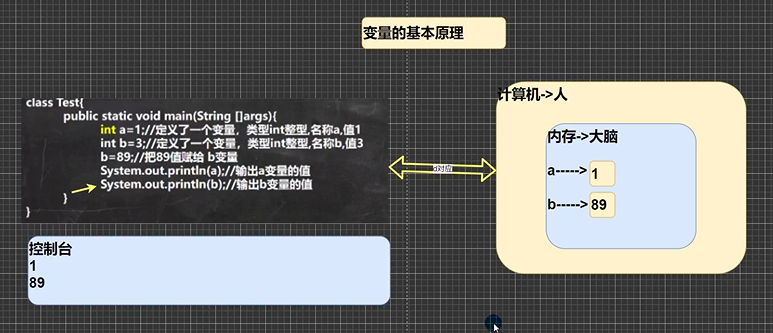 变量的基本原理
class Test{
public static void main(String []args){
int a=1;//定义了一个变量，类型int整型,名称a,值1
int b=3;//定义了一个变量，类型int整型,名称b,值3
b=89;//把89值赋给 b变量
System.out.println(a);//输出a变量的值
System.out.println(b);//输出b变量的值
}
}
对应
计算机->人
内存->大脑
a-----> 1
b-----> 89
控制台
1
89